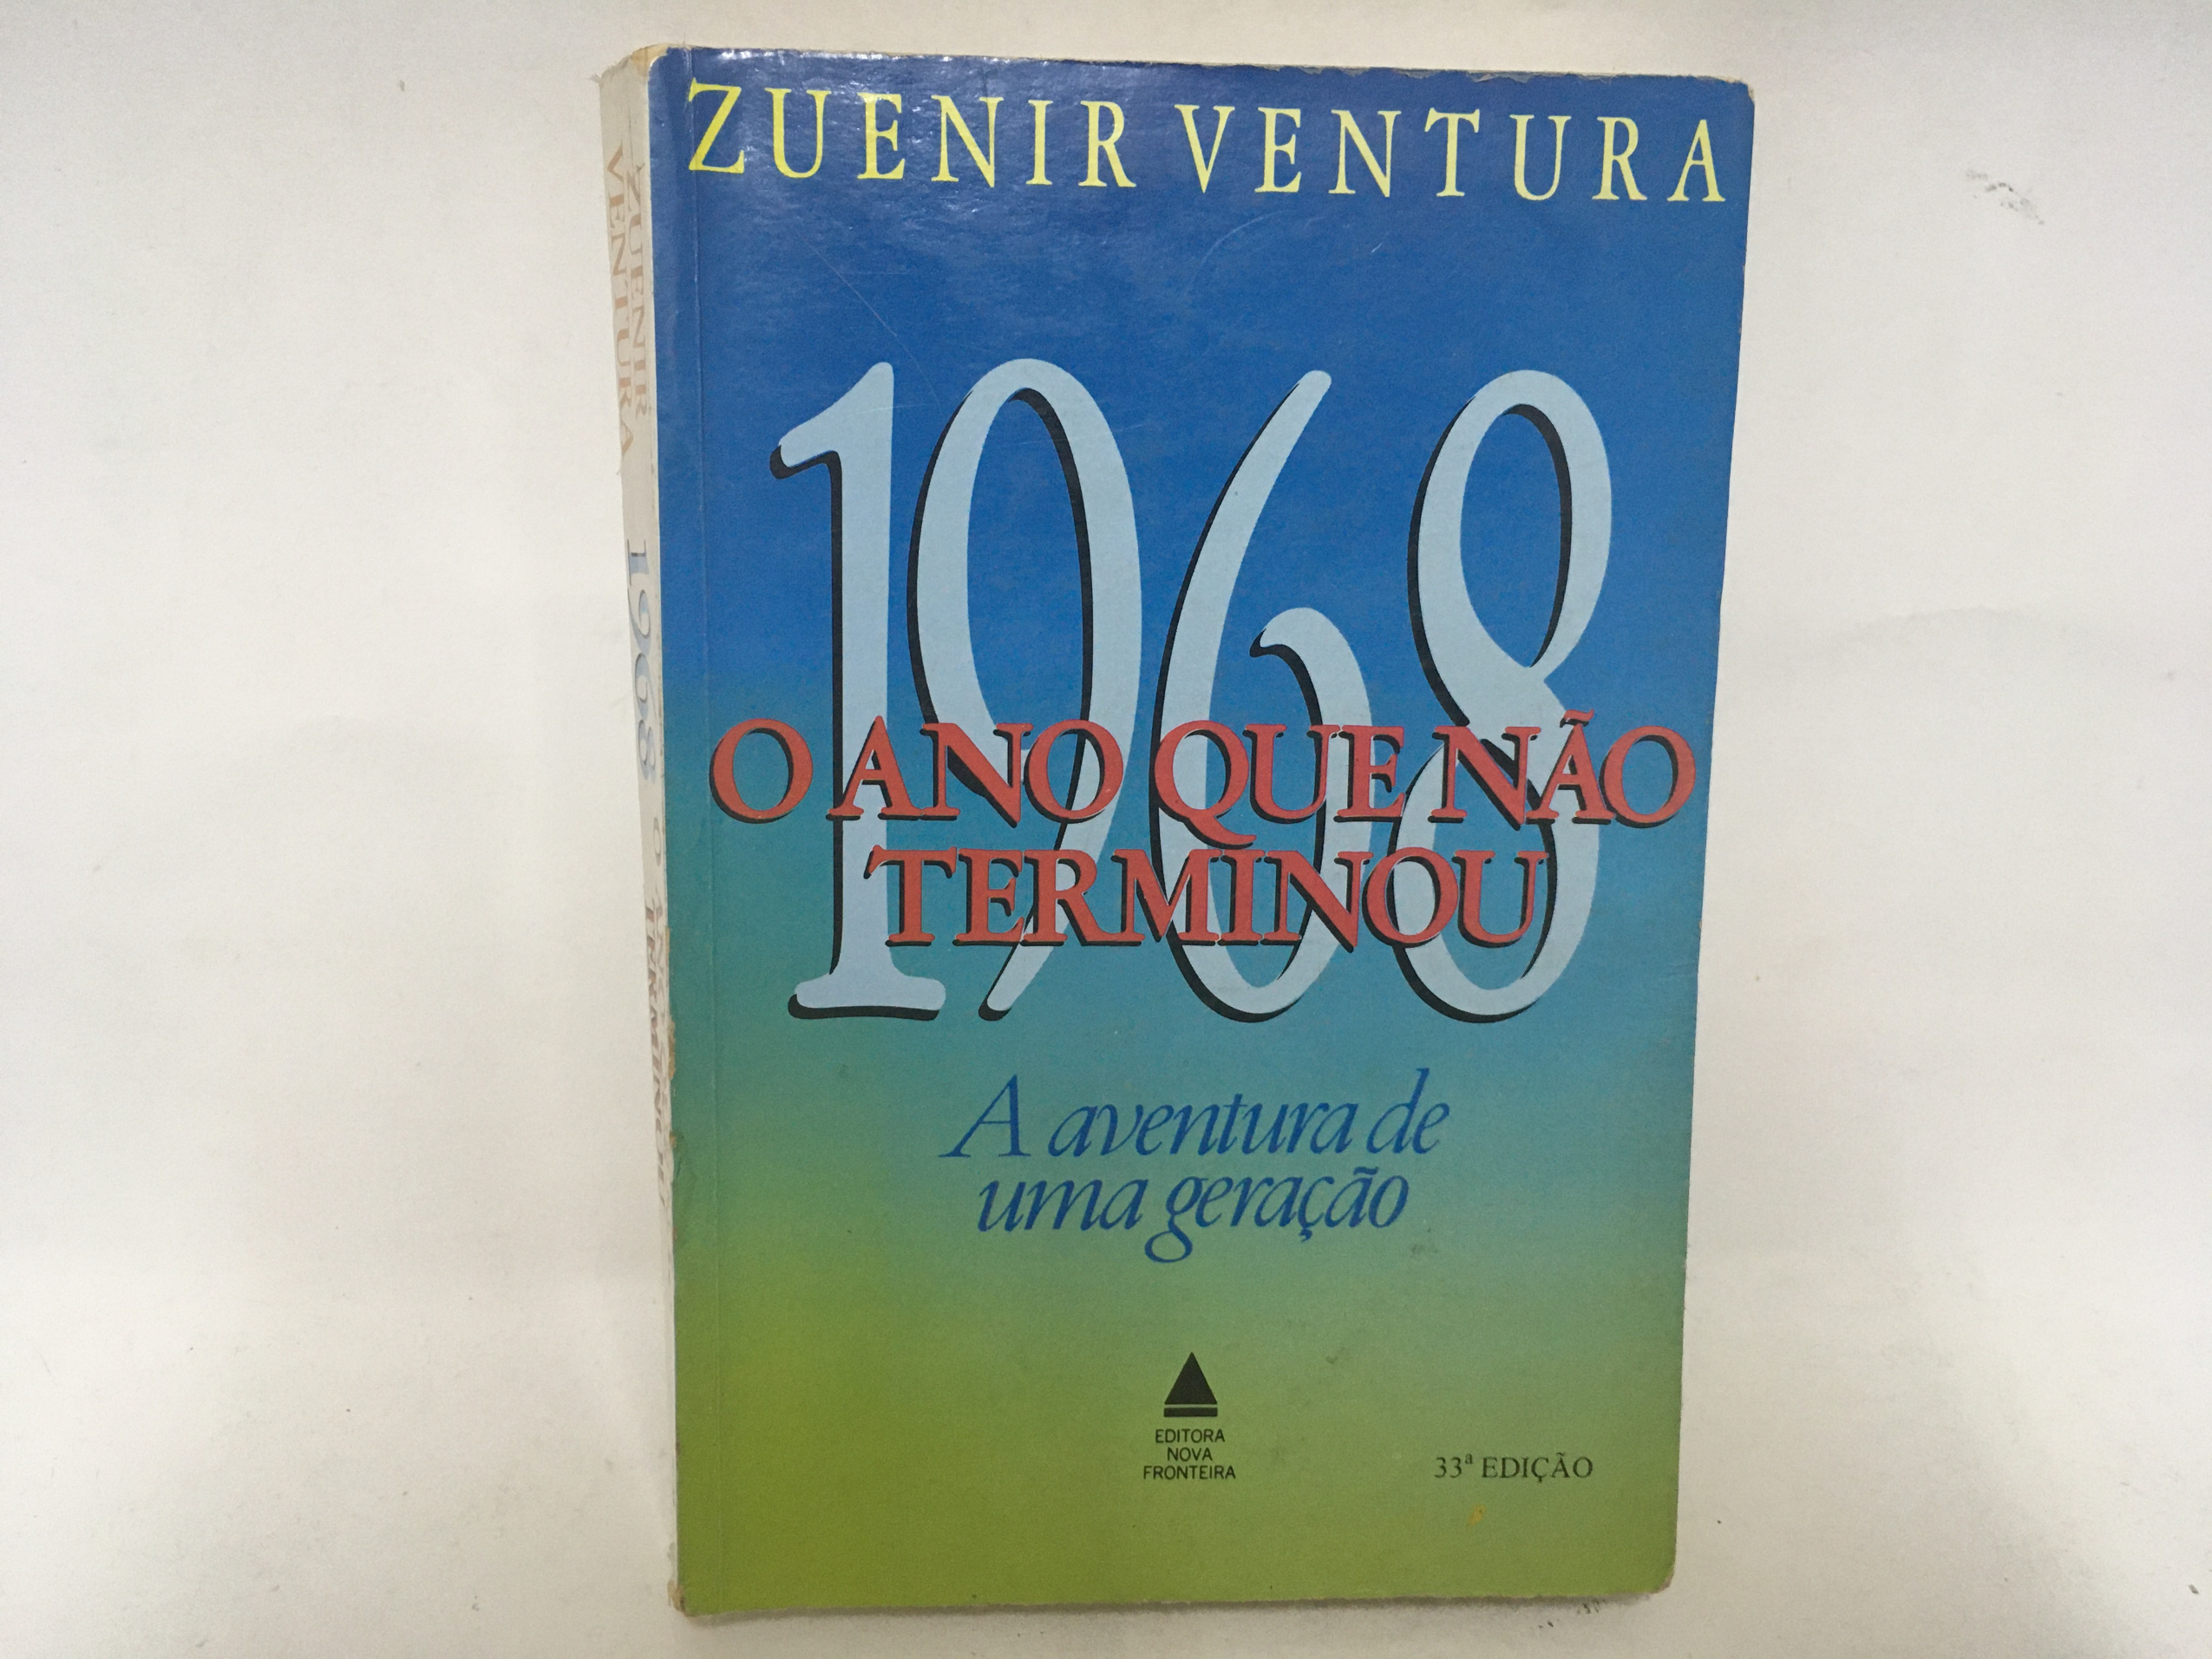 ZUENIR VENTURA
1968
O ANO QUE NÃO
TERMINOU
A aventura de
uma geração
EDITORA
NOVA
FRONTEIRA
33ª EDIÇÃO
ZUENIR
VENTURA
1968
TERMINOU